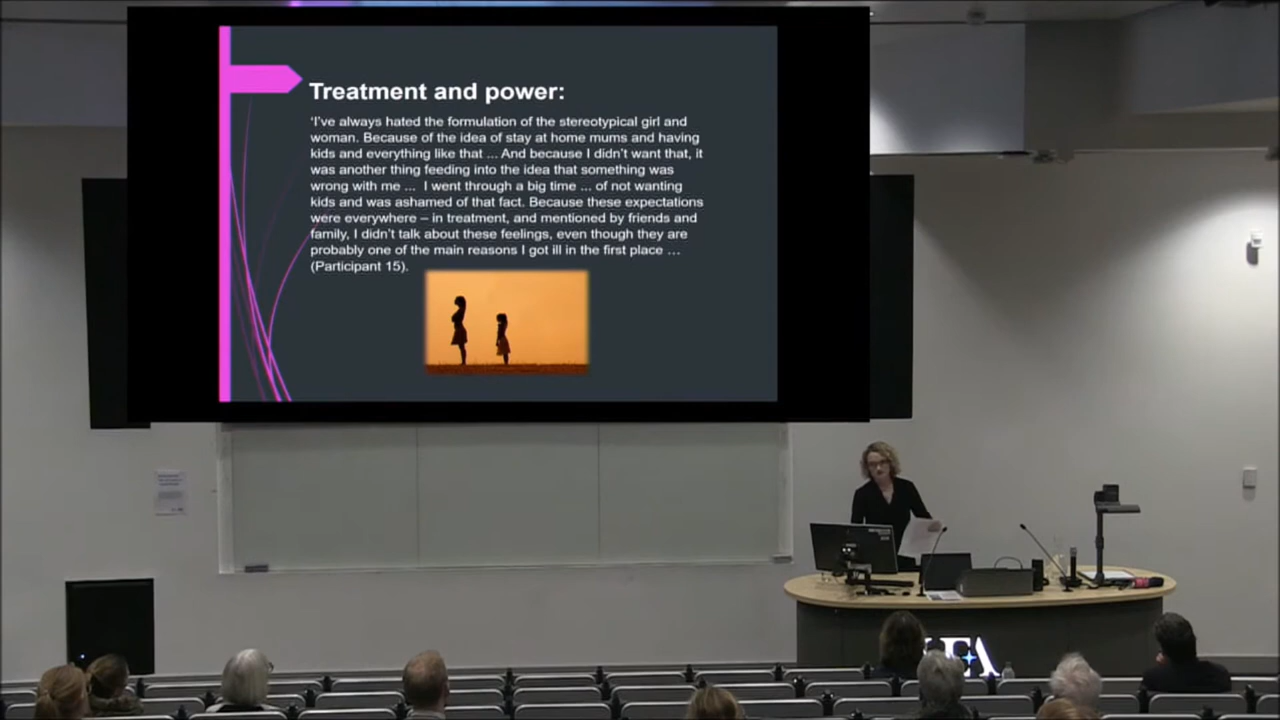 Treatment and power:
‘I’ve always hated the formulation of the stereotypical girl and
woman. Because of the idea of stay at home mums and having
kids and everything like that ... And because I didn’t want that, it
was another thing feeding into the idea that something was
wrong with me ...  I went through a big time ... of not wanting
kids and was ashamed of that fact. Because these expectations
were everywhere – in treatment, and mentioned by friends and
family, I didn’t talk about these feelings, even though they are
probably one of the main reasons I got ill in the first place …
(Participant 15).